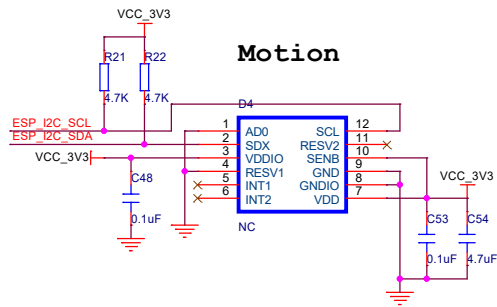 VCC_3V3
Motion
R21
R22
4.7K
4.7K
D4
ESP_I2C_SCL
ESP_I2C_SDA
VCC_3V3
1 AD0 SCL 12
2 SDX RESV2 11
3 VDDIO SENB 10
4 RESV1 GND 9
5 INT1 GNDIO 8
6 INT2 VDD 7
NC
C48
0.1uF
VCC_3V3
C53
C54
0.1uF
4.7uF